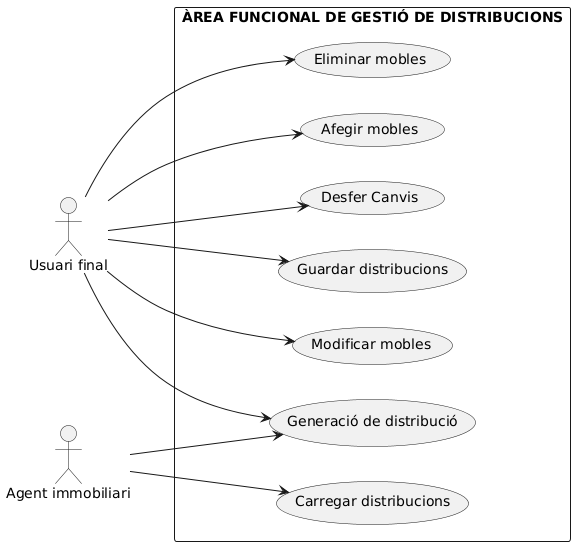 ÀREA FUNCIONAL DE GESTIÓ DE DISTRIBUCIONS
Eliminar mobles
Afegir mobles
Desfer Canvis
Usuari final
Guardar distribucions
Modificar mobles
Generació de distribució
Agent immobiliari
Carregar distribucions